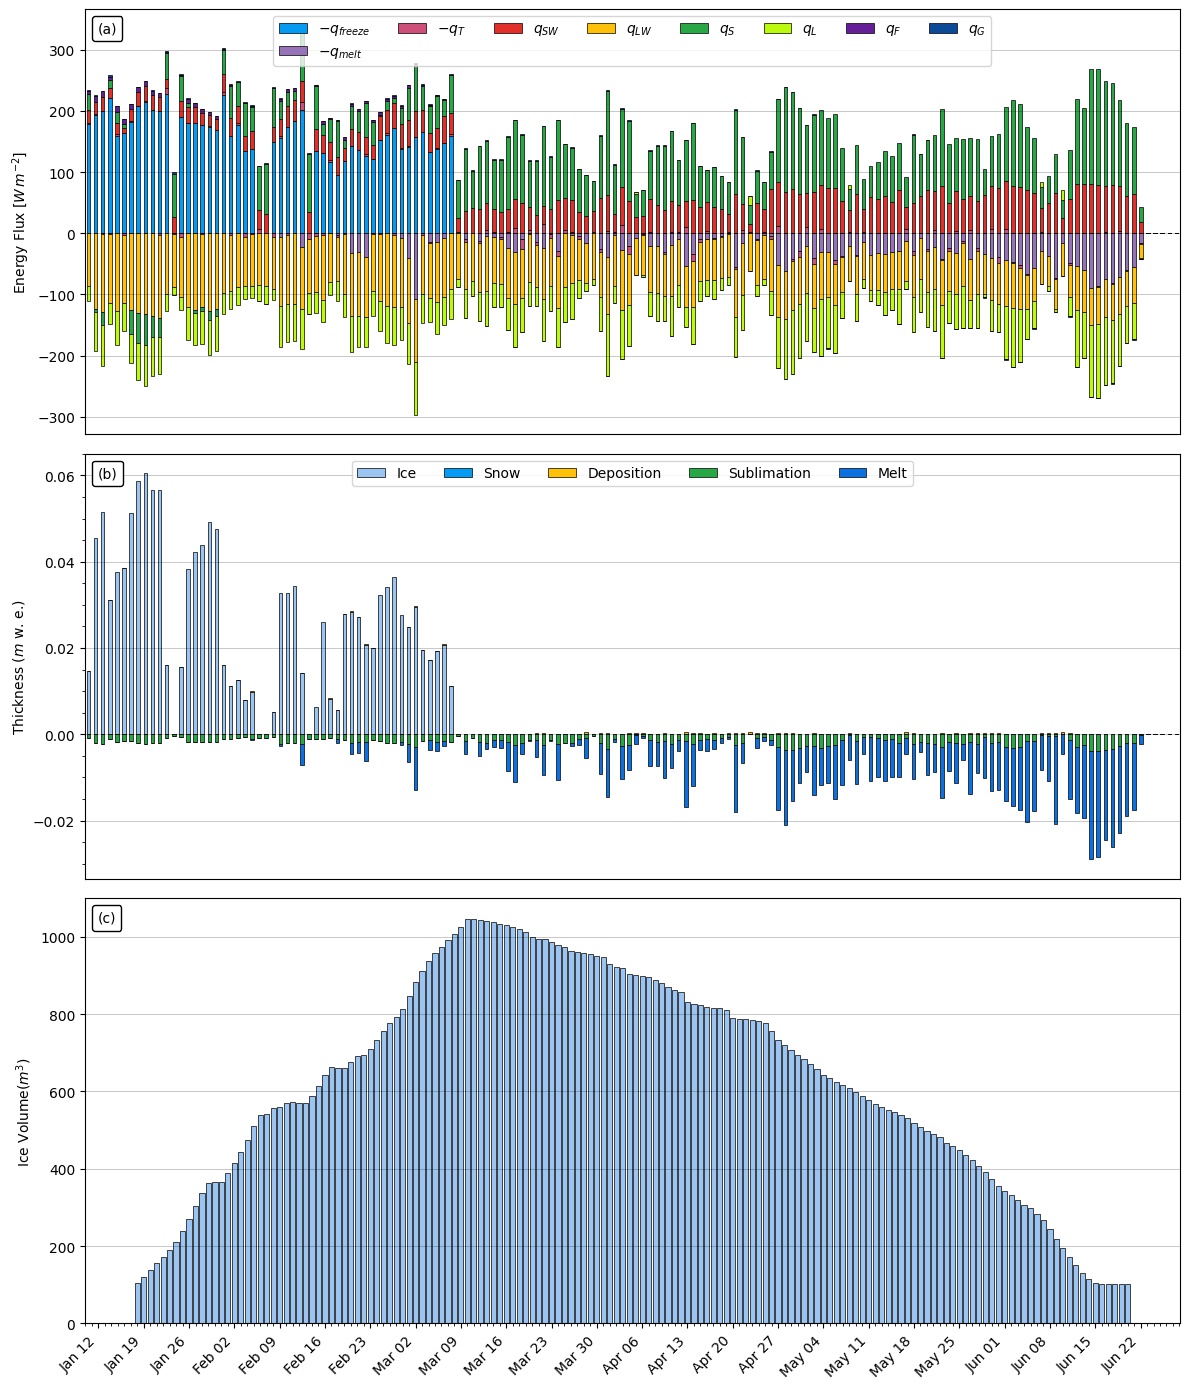 (a)
−q_freeze −q_T q_SW q_LW q_S q_L q_F q_G
−q_melt
300
200
100
0
−100
−200
−300
Energy Flux [W m⁻²]
(b)
Ice Snow Deposition Sublimation Melt
0.06
0.04
0.02
0.00
−0.02
Thickness (m w. e.)
(c)
1000
800
600
400
200
0
Ice Volume(m³)
Jan 12 Jan 19 Jan 26 Feb 02 Feb 09 Feb 16 Feb 23 Mar 02 Mar 09 Mar 16 Mar 23 Mar 30 Apr 06 Apr 13 Apr 20 Apr 27 May 04 May 11 May 18 May 25 Jun 01 Jun 08 Jun 15 Jun 22